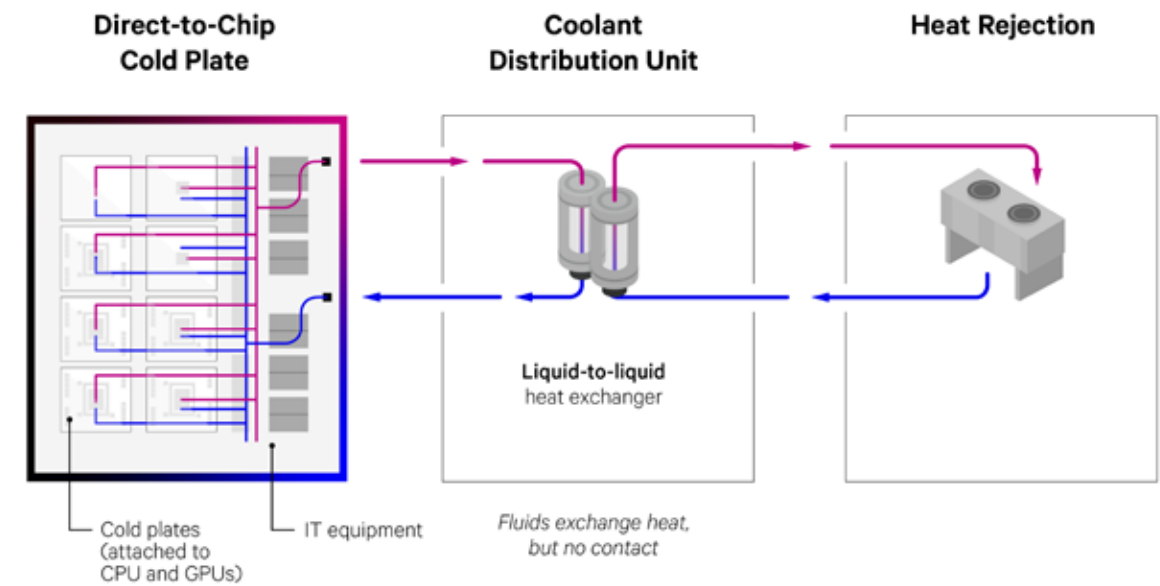 Direct-to-Chip
Cold Plate
Coolant
Distribution Unit
Heat Rejection
Liquid-to-liquid
heat exchanger
Cold plates
(attached to
CPU and GPUs)
IT equipment
Fluids exchange heat,
but no contact